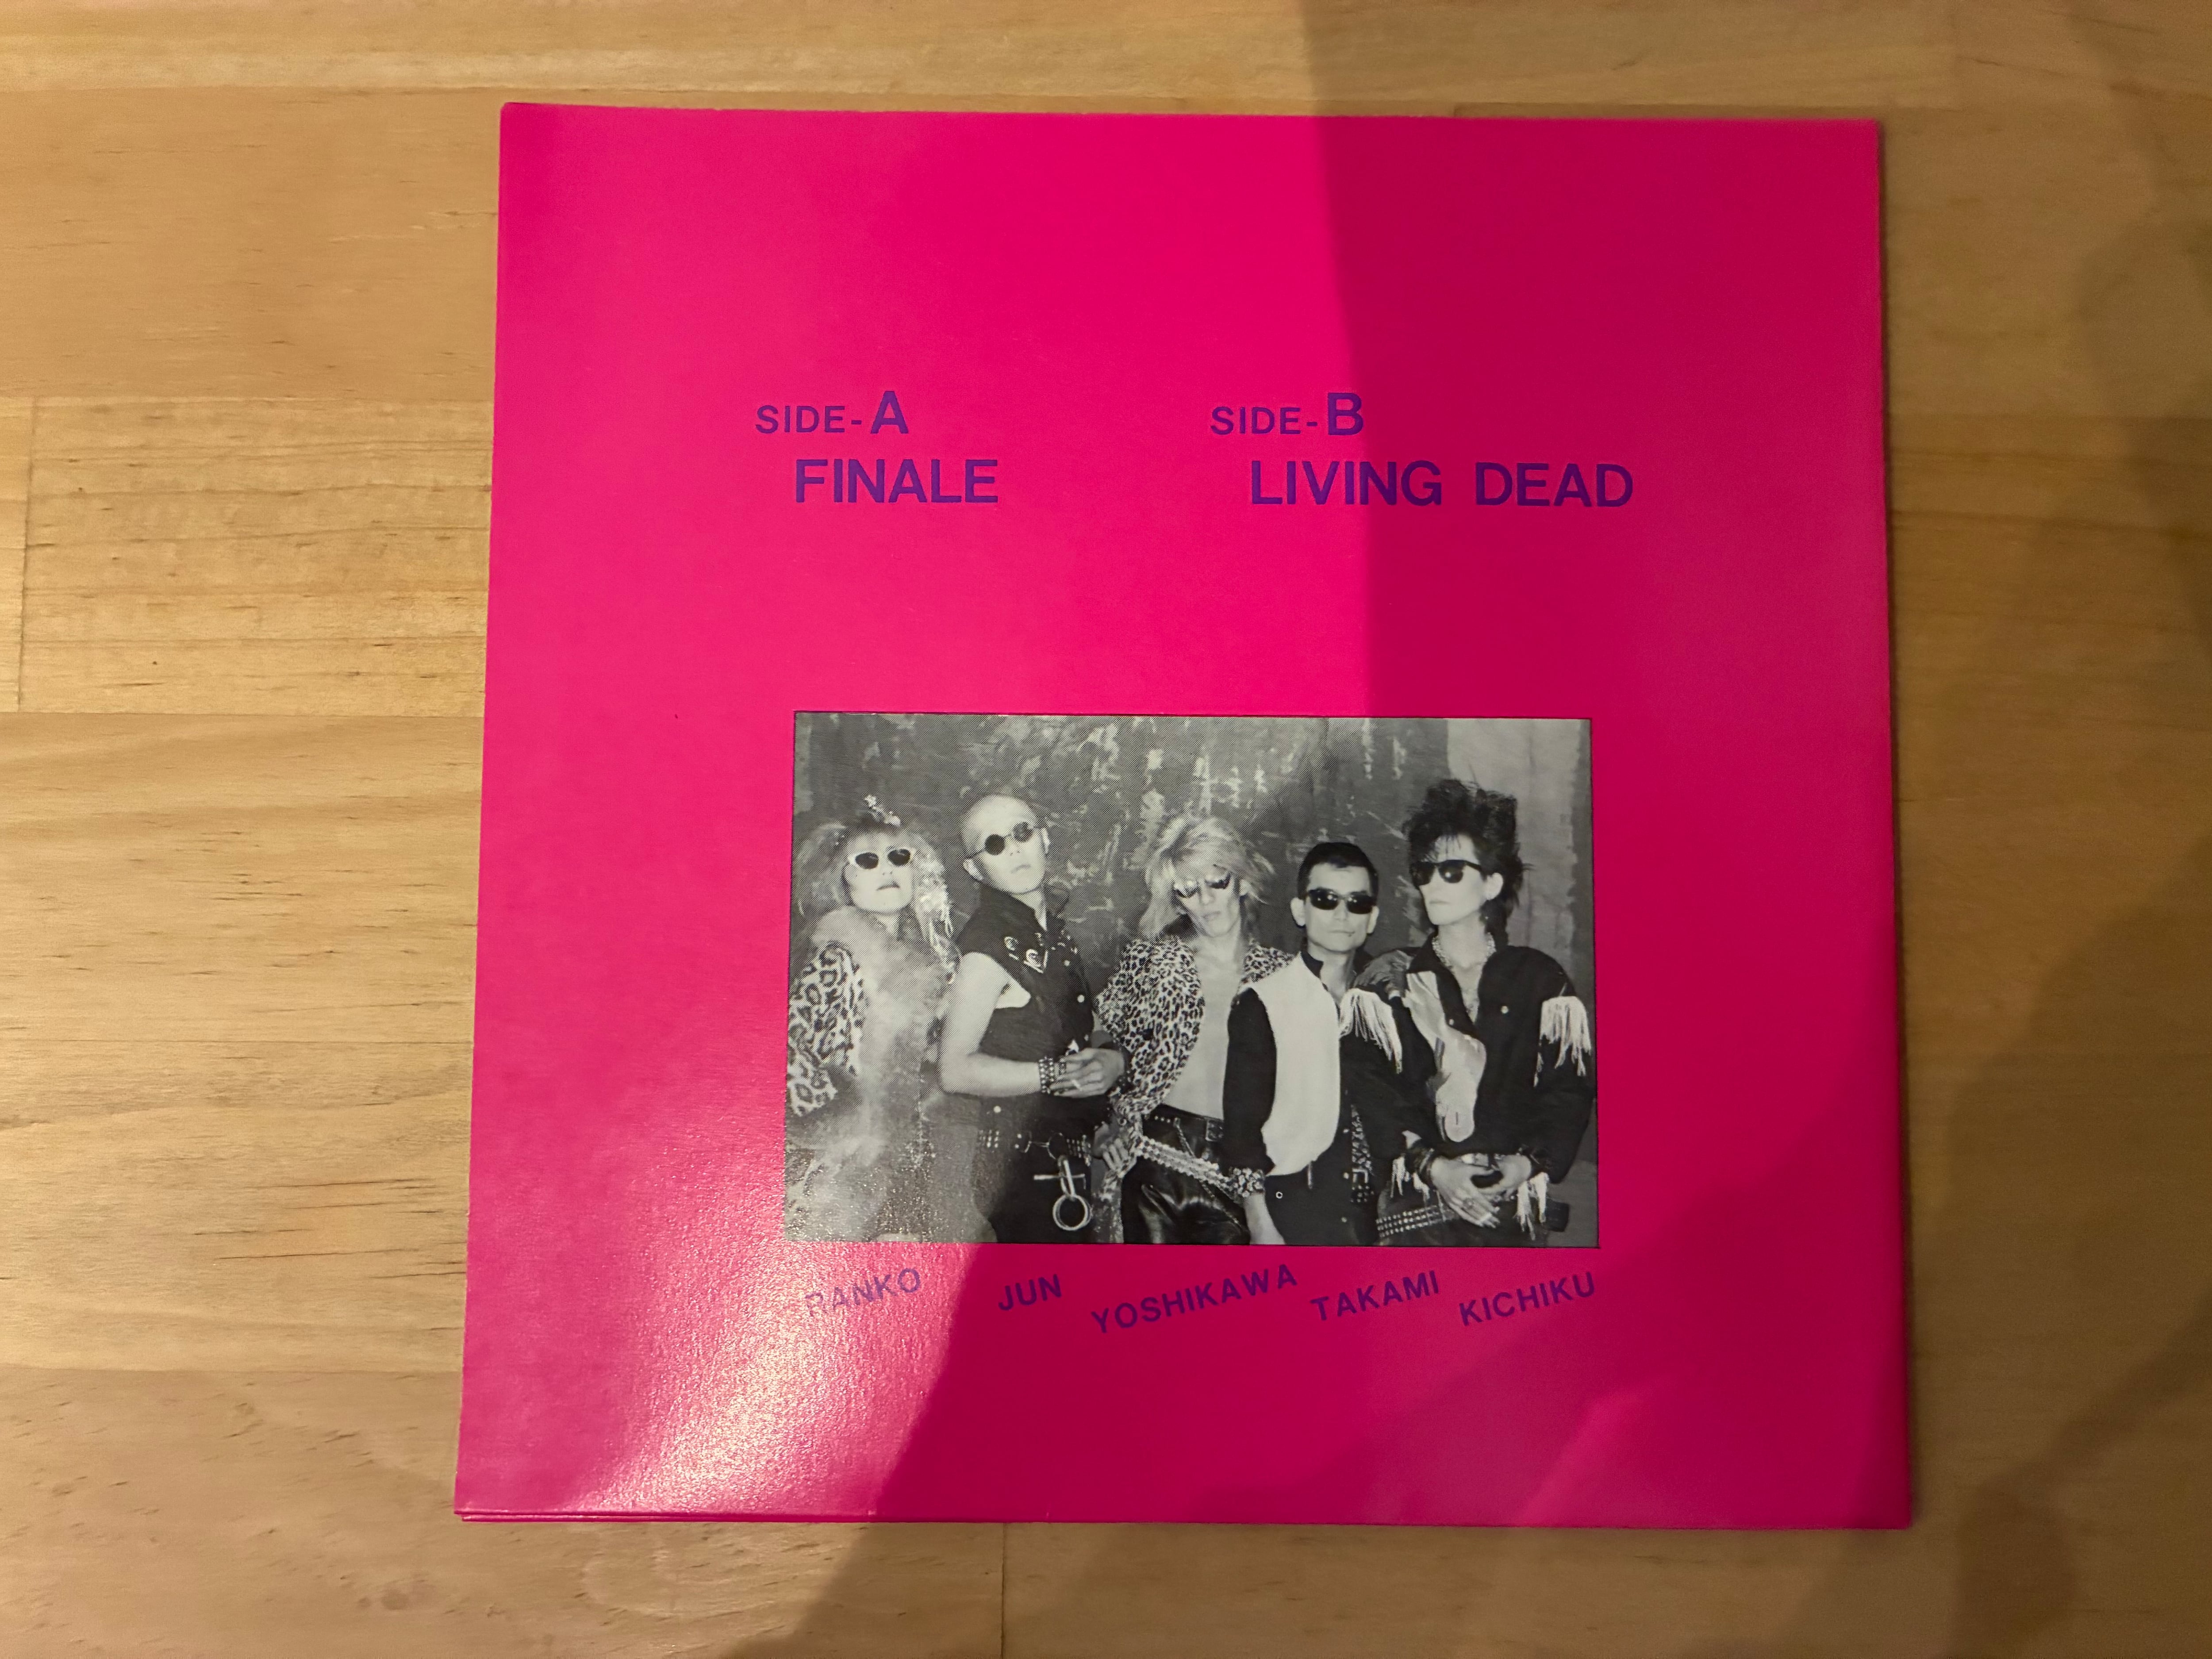 SIDE-A
FINALE
SIDE-B
LIVING DEAD
RANKO JUN YOSHIKAWA TAKAMI KICHIKU